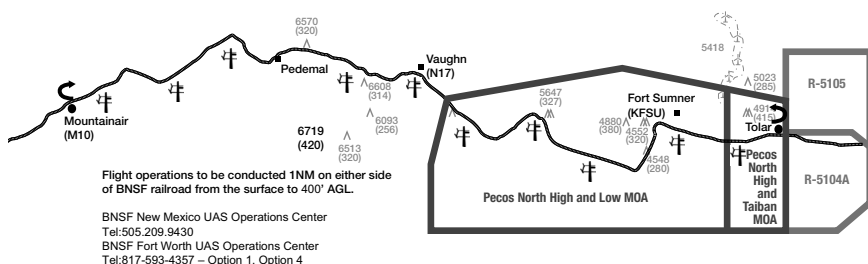 6570
(320)
5418
Vaughn
(N17)
Pedernal
6608
(314)
5023
(285)
R-5105
5647
(327)
Fort Sumner
(KFSU)
491
(415)
Mountainair
(M10)
6719
(420)
6093
(256)
4880
(380)
4552
(320)
Tolar
6513
(320)
4548
(280)
Pecos
North
High
and
Taiban
MOA
R-5104A
Flight operations to be conducted 1NM on either side
of BNSF railroad from the surface to 400' AGL.
Pecos North High and Low MOA
BNSF New Mexico UAS Operations Center
Tel:505.209.9430
BNSF Fort Worth UAS Operations Center
Tel:817-593-4357 – Option 1, Option 4